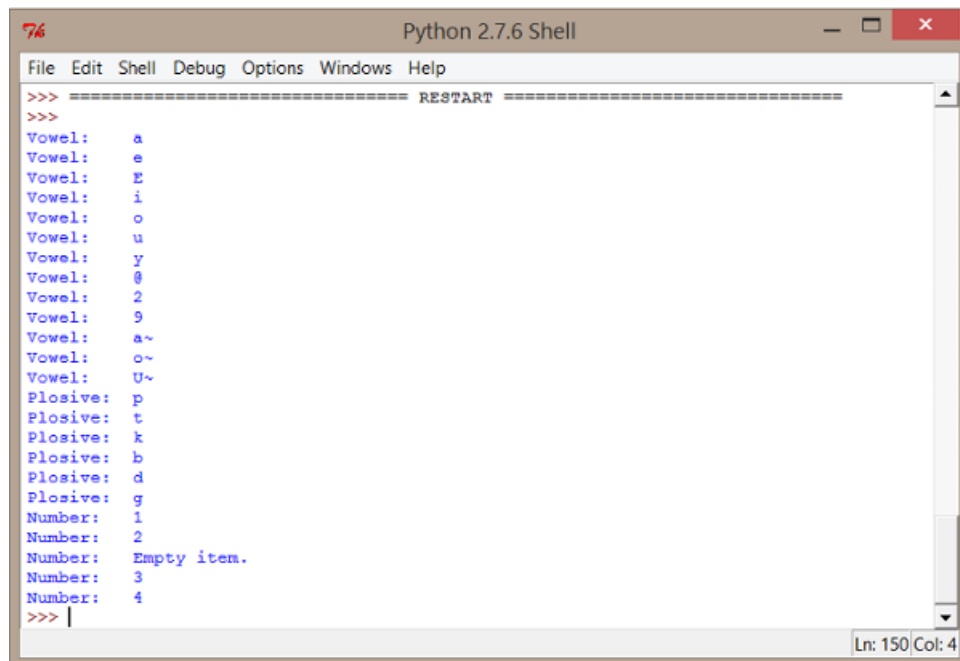 Python 2.7.6 Shell
File Edit Shell Debug Options Windows Help
>>> ================================ RESTART ================================
>>>
Vowel: a
Vowel: e
Vowel: E
Vowel: i
Vowel: o
Vowel: u
Vowel: y
Vowel: @
Vowel: 2
Vowel: 9
Vowel: a~
Vowel: o~
Vowel: U~
Plosive: p
Plosive: t
Plosive: k
Plosive: b
Plosive: d
Plosive: g
Number: 1
Number: 2
Number: Empty item.
Number: 3
Number: 4
>>>
Ln: 150 Col: 4